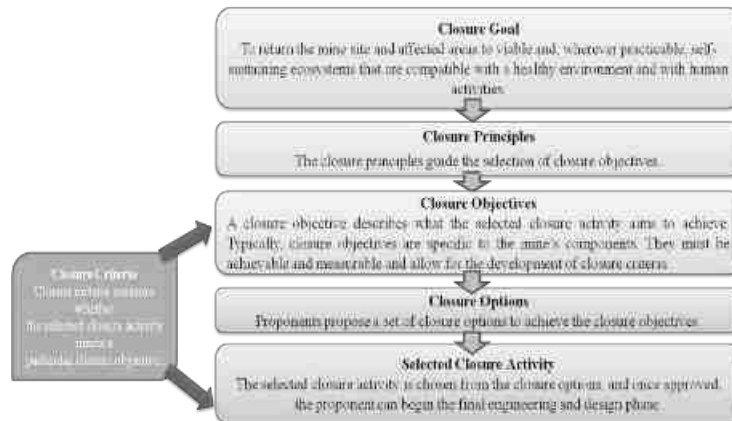 Closure Goal
To return the mine site and affected areas to viable and, wherever practicable, self-
sustaining ecosystems that are compatible with a healthy environment and with human
activities.
Closure Principles
The closure principles guide the selection of closure objectives.
Closure Objectives
A closure objective describes what the selected closure activity aims to achieve.
Typically, closure objectives are specific to the mine's components. They must be
achievable and measurable and allow for the development of closure criteria.
Closure Options
Proponents propose a set of closure options to achieve the closure objectives.
Selected Closure Activity
The selected closure activity is chosen from the closure options, and once approved,
the proponent can begin the final engineering and design phase.
Closure Criteria
Closure criteria measure
whether
the selected closure activity
particular closure objective.